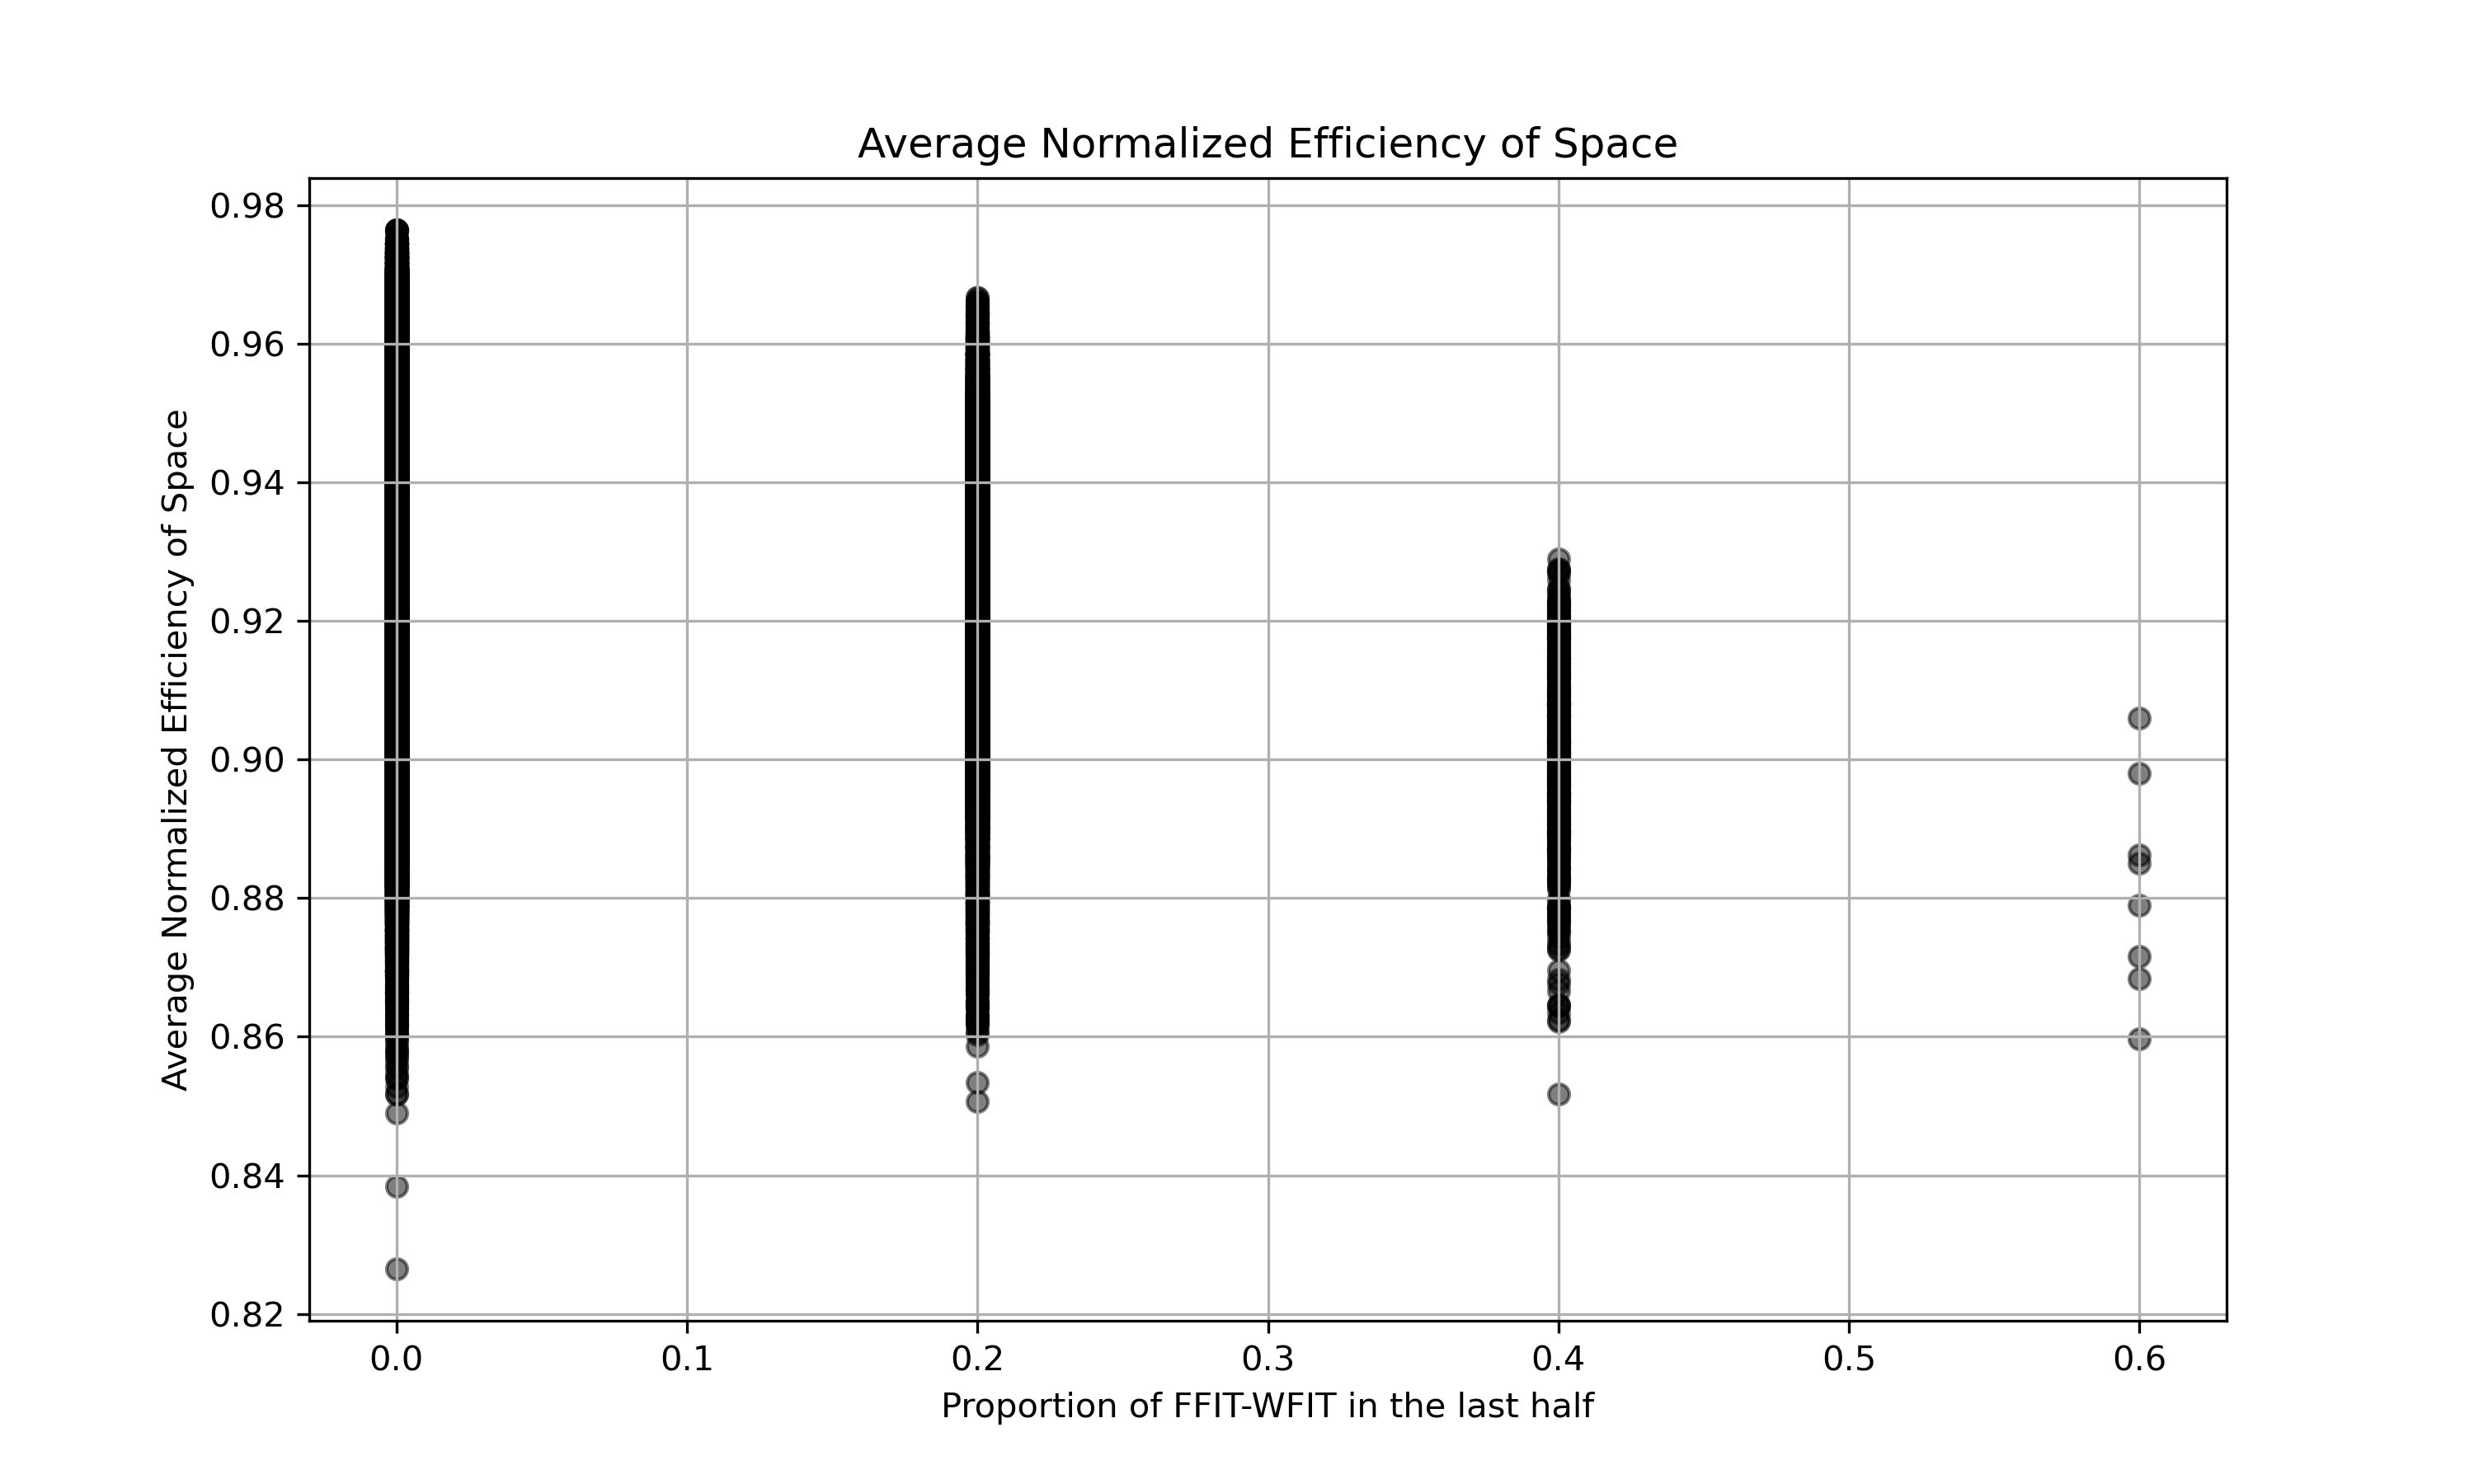 Average Normalized Efficiency of Space
Average Normalized Efficiency of Space
0.98
0.96
0.94
0.92
0.90
0.88
0.86
0.84
0.82
0.0 0.1 0.2 0.3 0.4 0.5 0.6
Proportion of FFIT-WFIT in the last half